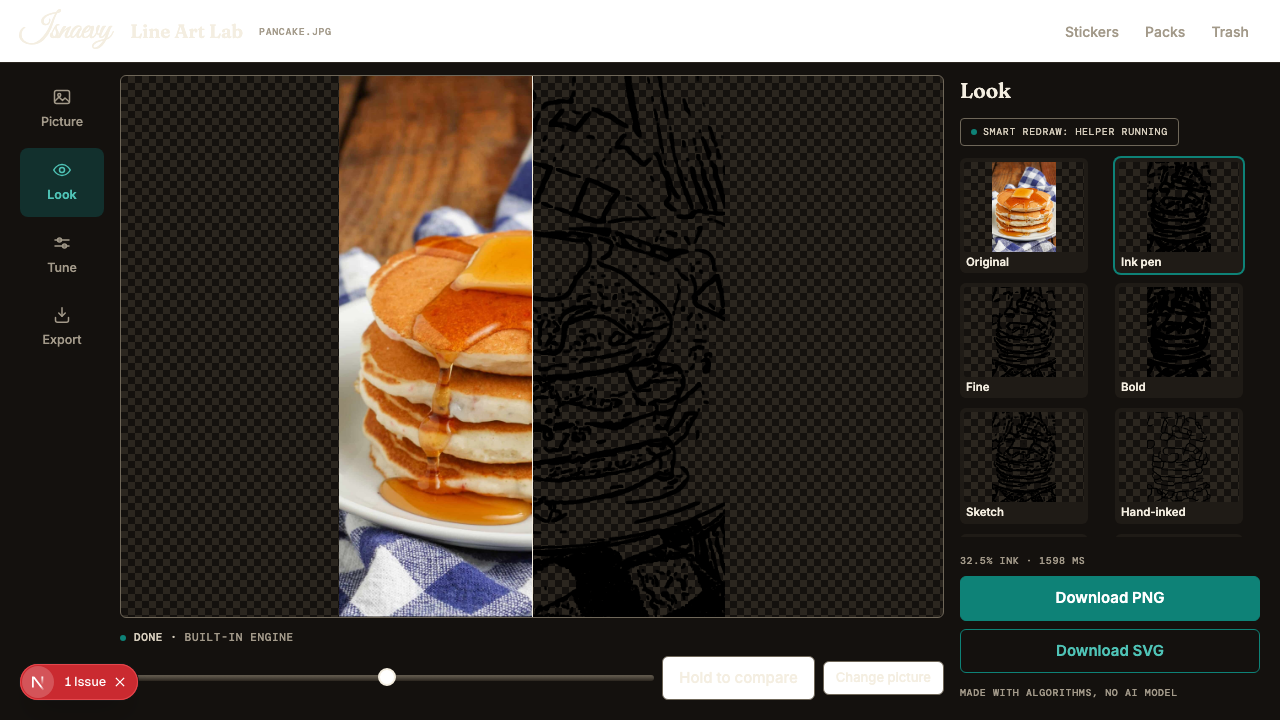 Jsnaevy Line Art Lab PANCAKE.JPG Stickers Packs Trash
Picture
Look
Tune
Export
DONE · BUILT-IN ENGINE
1 Issue
Hold to compare
Change picture
Look
SMART REDRAW: HELPER RUNNING
Original
Ink pen
Fine
Bold
Sketch
Hand-inked
32.5% INK · 1598 MS
Download PNG
Download SVG
MADE WITH ALGORITHMS, NO AI MODEL